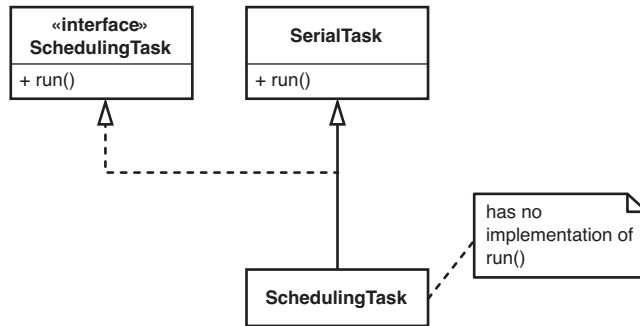 «interface»
SchedulingTask
+ run()
SerialTask
+ run()
has no
implementation of
run()
SchedulingTask